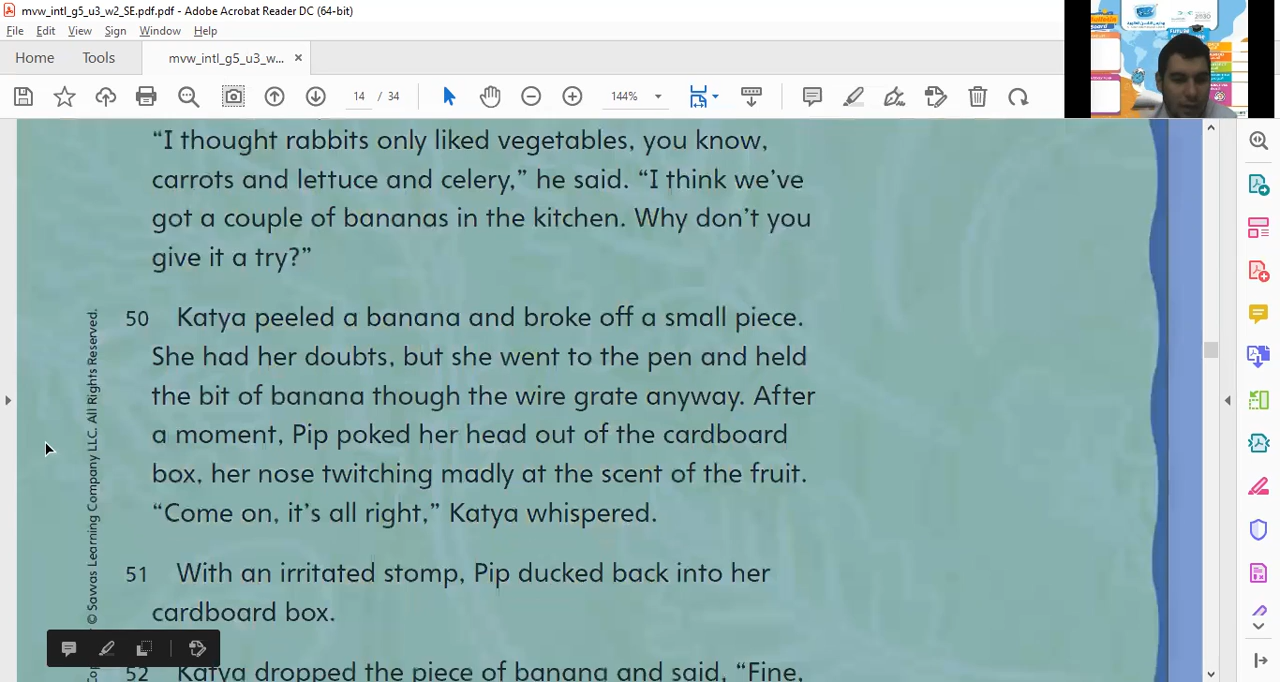 mvw_intl_g5_u3_w2_SE.pdf.pdf - Adobe Acrobat Reader DC (64-bit)
File Edit View Sign Window Help
Home Tools mvw_intl_g5_u3_w... ×
14 / 34 144%
“I thought rabbits only liked vegetables, you know,
carrots and lettuce and celery,” he said. “I think we’ve
got a couple of bananas in the kitchen. Why don’t you
give it a try?”
50 Katya peeled a banana and broke off a small piece.
She had her doubts, but she went to the pen and held
the bit of banana though the wire grate anyway. After
a moment, Pip poked her head out of the cardboard
box, her nose twitching madly at the scent of the fruit.
“Come on, it’s all right,” Katya whispered.
51 With an irritated stomp, Pip ducked back into her
cardboard box.
52 Katya dropped the piece of banana and said, “Fine,
© Savvas Learning Company LLC. All Rights Reserved.